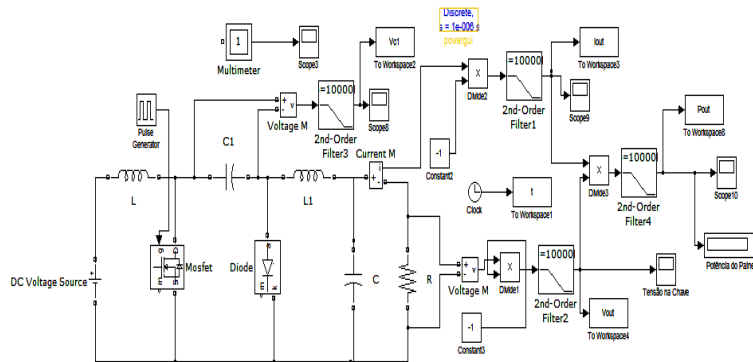 Discrete,
s = 1e-006 s
powergui
1
Multimeter
Scope3
Vc1
To Workspace2
=10000
2nd-Order
Filter3
Scope8
+
-
v
Voltage M
Pulse
Generator
C1
Current M
i
+
-
X
Divide2
-1
Constant2
=10000
2nd-Order
Filter1
Iout
To Workspace3
Scope9
Pout
To Workspace8
X
Divide3
=10000
2nd-Order
Filter4
Scope10
Potência do Paine
Clock
t
To Workspace1
L
L1
Mosfet
Diode
DC Voltage Source
C
R
+
-
v
Voltage M
X
Divide1
=10000
2nd-Order
Filter2
Tensão na Chave
-1
Constant3
Vout
To Workspace4